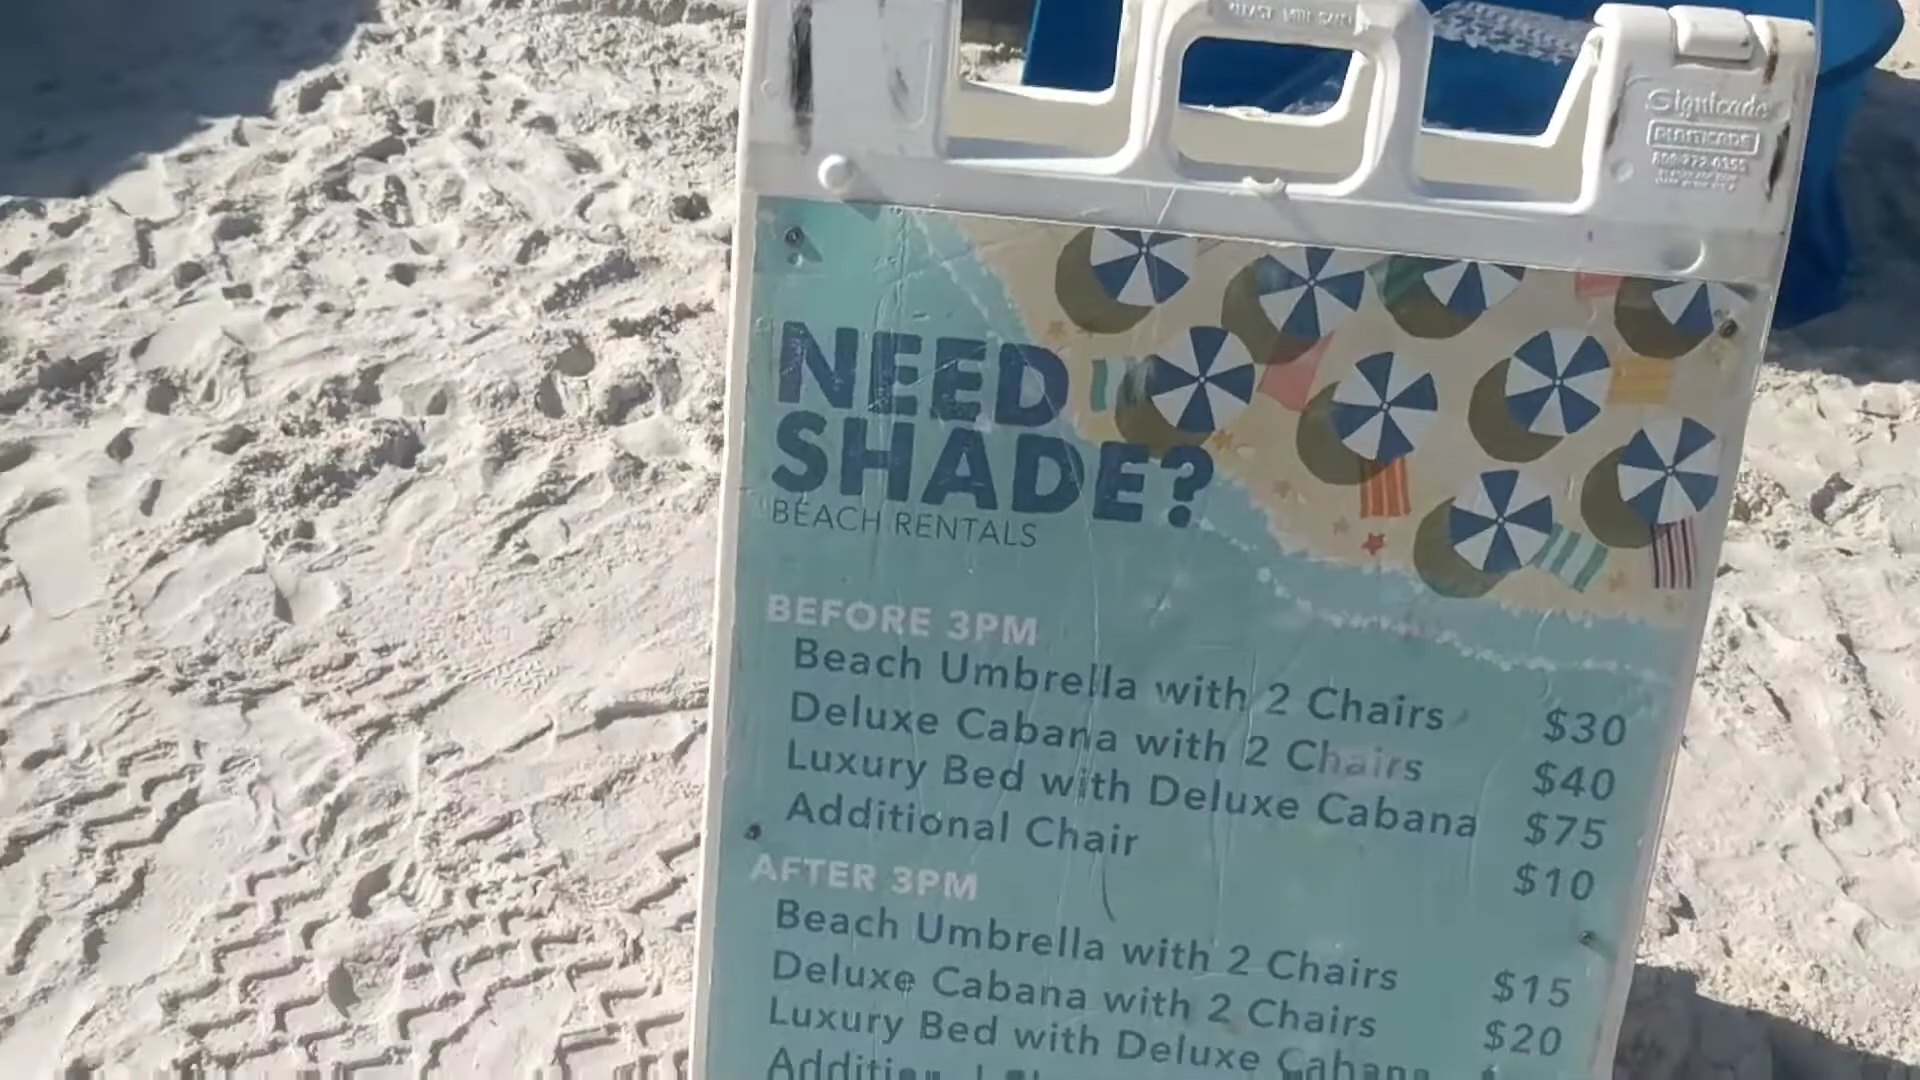 Signicade
PLASTICADE
NEED
SHADE?
BEACH RENTALS
BEFORE 3PM
Beach Umbrella with 2 Chairs $30
Deluxe Cabana with 2 Chairs $40
Luxury Bed with Deluxe Cabana $75
Additional Chair $10
AFTER 3PM
Beach Umbrella with 2 Chairs $15
Deluxe Cabana with 2 Chairs $20
Luxury Bed with Deluxe Cabana